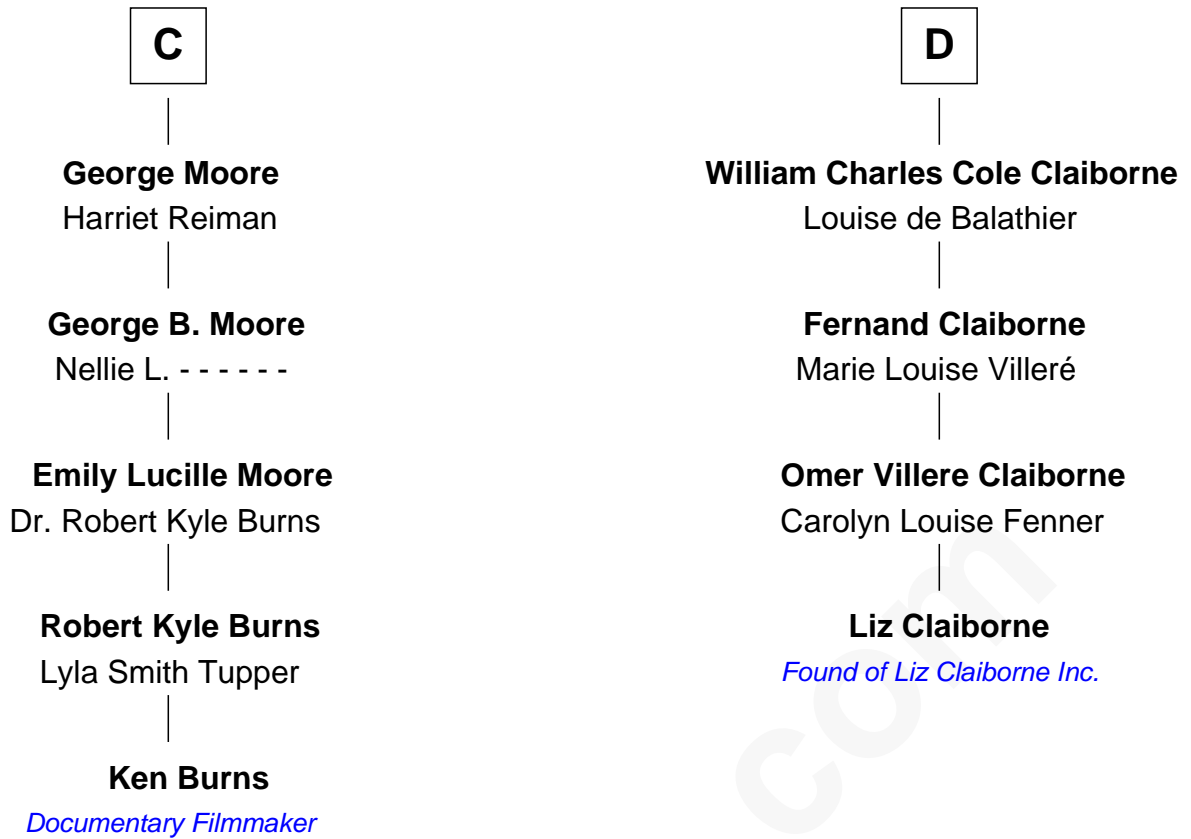 C
George Moore
Harriet Reiman
George B. Moore
Nellie L. - - - - - -
Emily Lucille Moore
Dr. Robert Kyle Burns
Robert Kyle Burns
Lyla Smith Tupper
Ken Burns
Documentary Filmmaker
D
William Charles Cole Claiborne
Louise de Balathier
Fernand Claiborne
Marie Louise Villeré
Omer Villere Claiborne
Carolyn Louise Fenner
Liz Claiborne
Found of Liz Claiborne Inc.
com